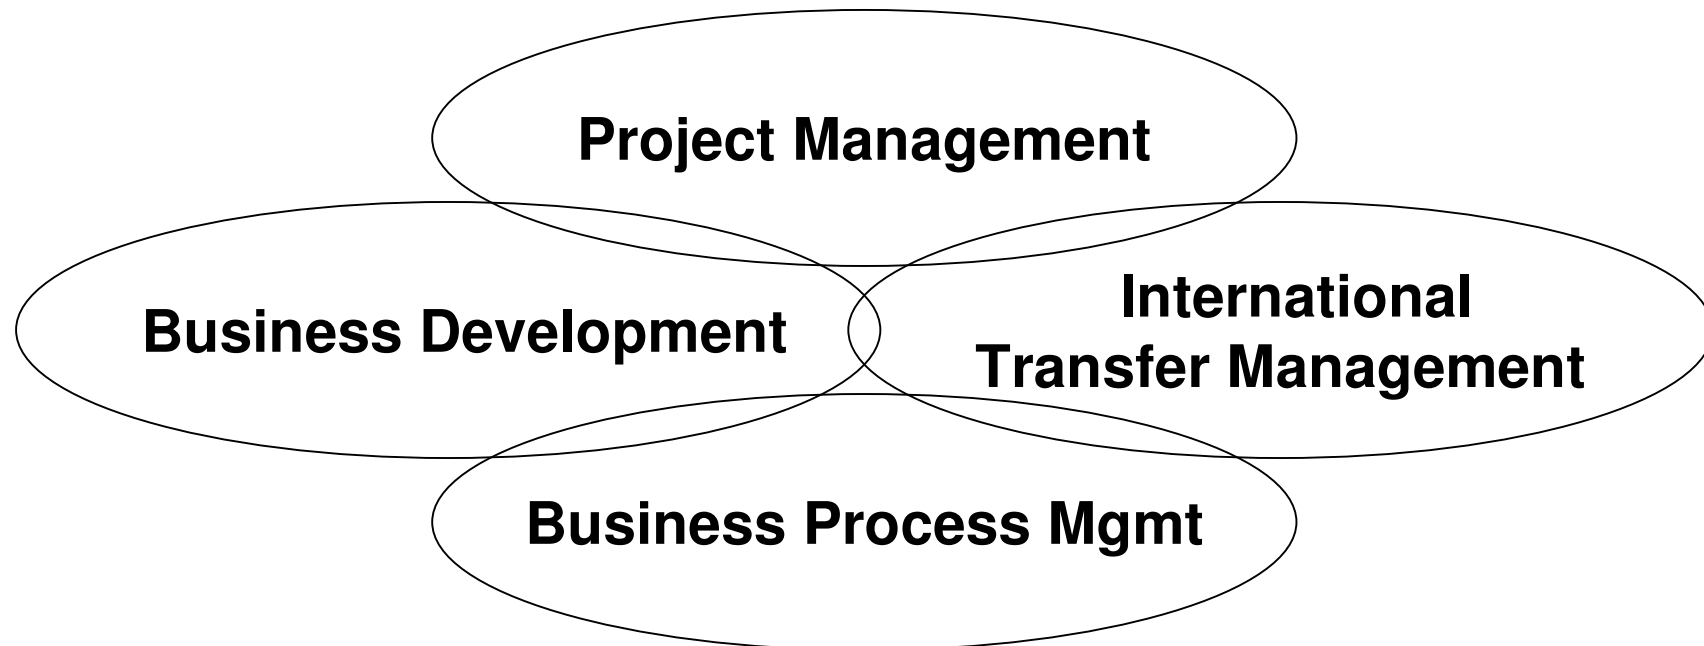 Project Management
Business Development
International
Transfer Management
Business Process Mgmt